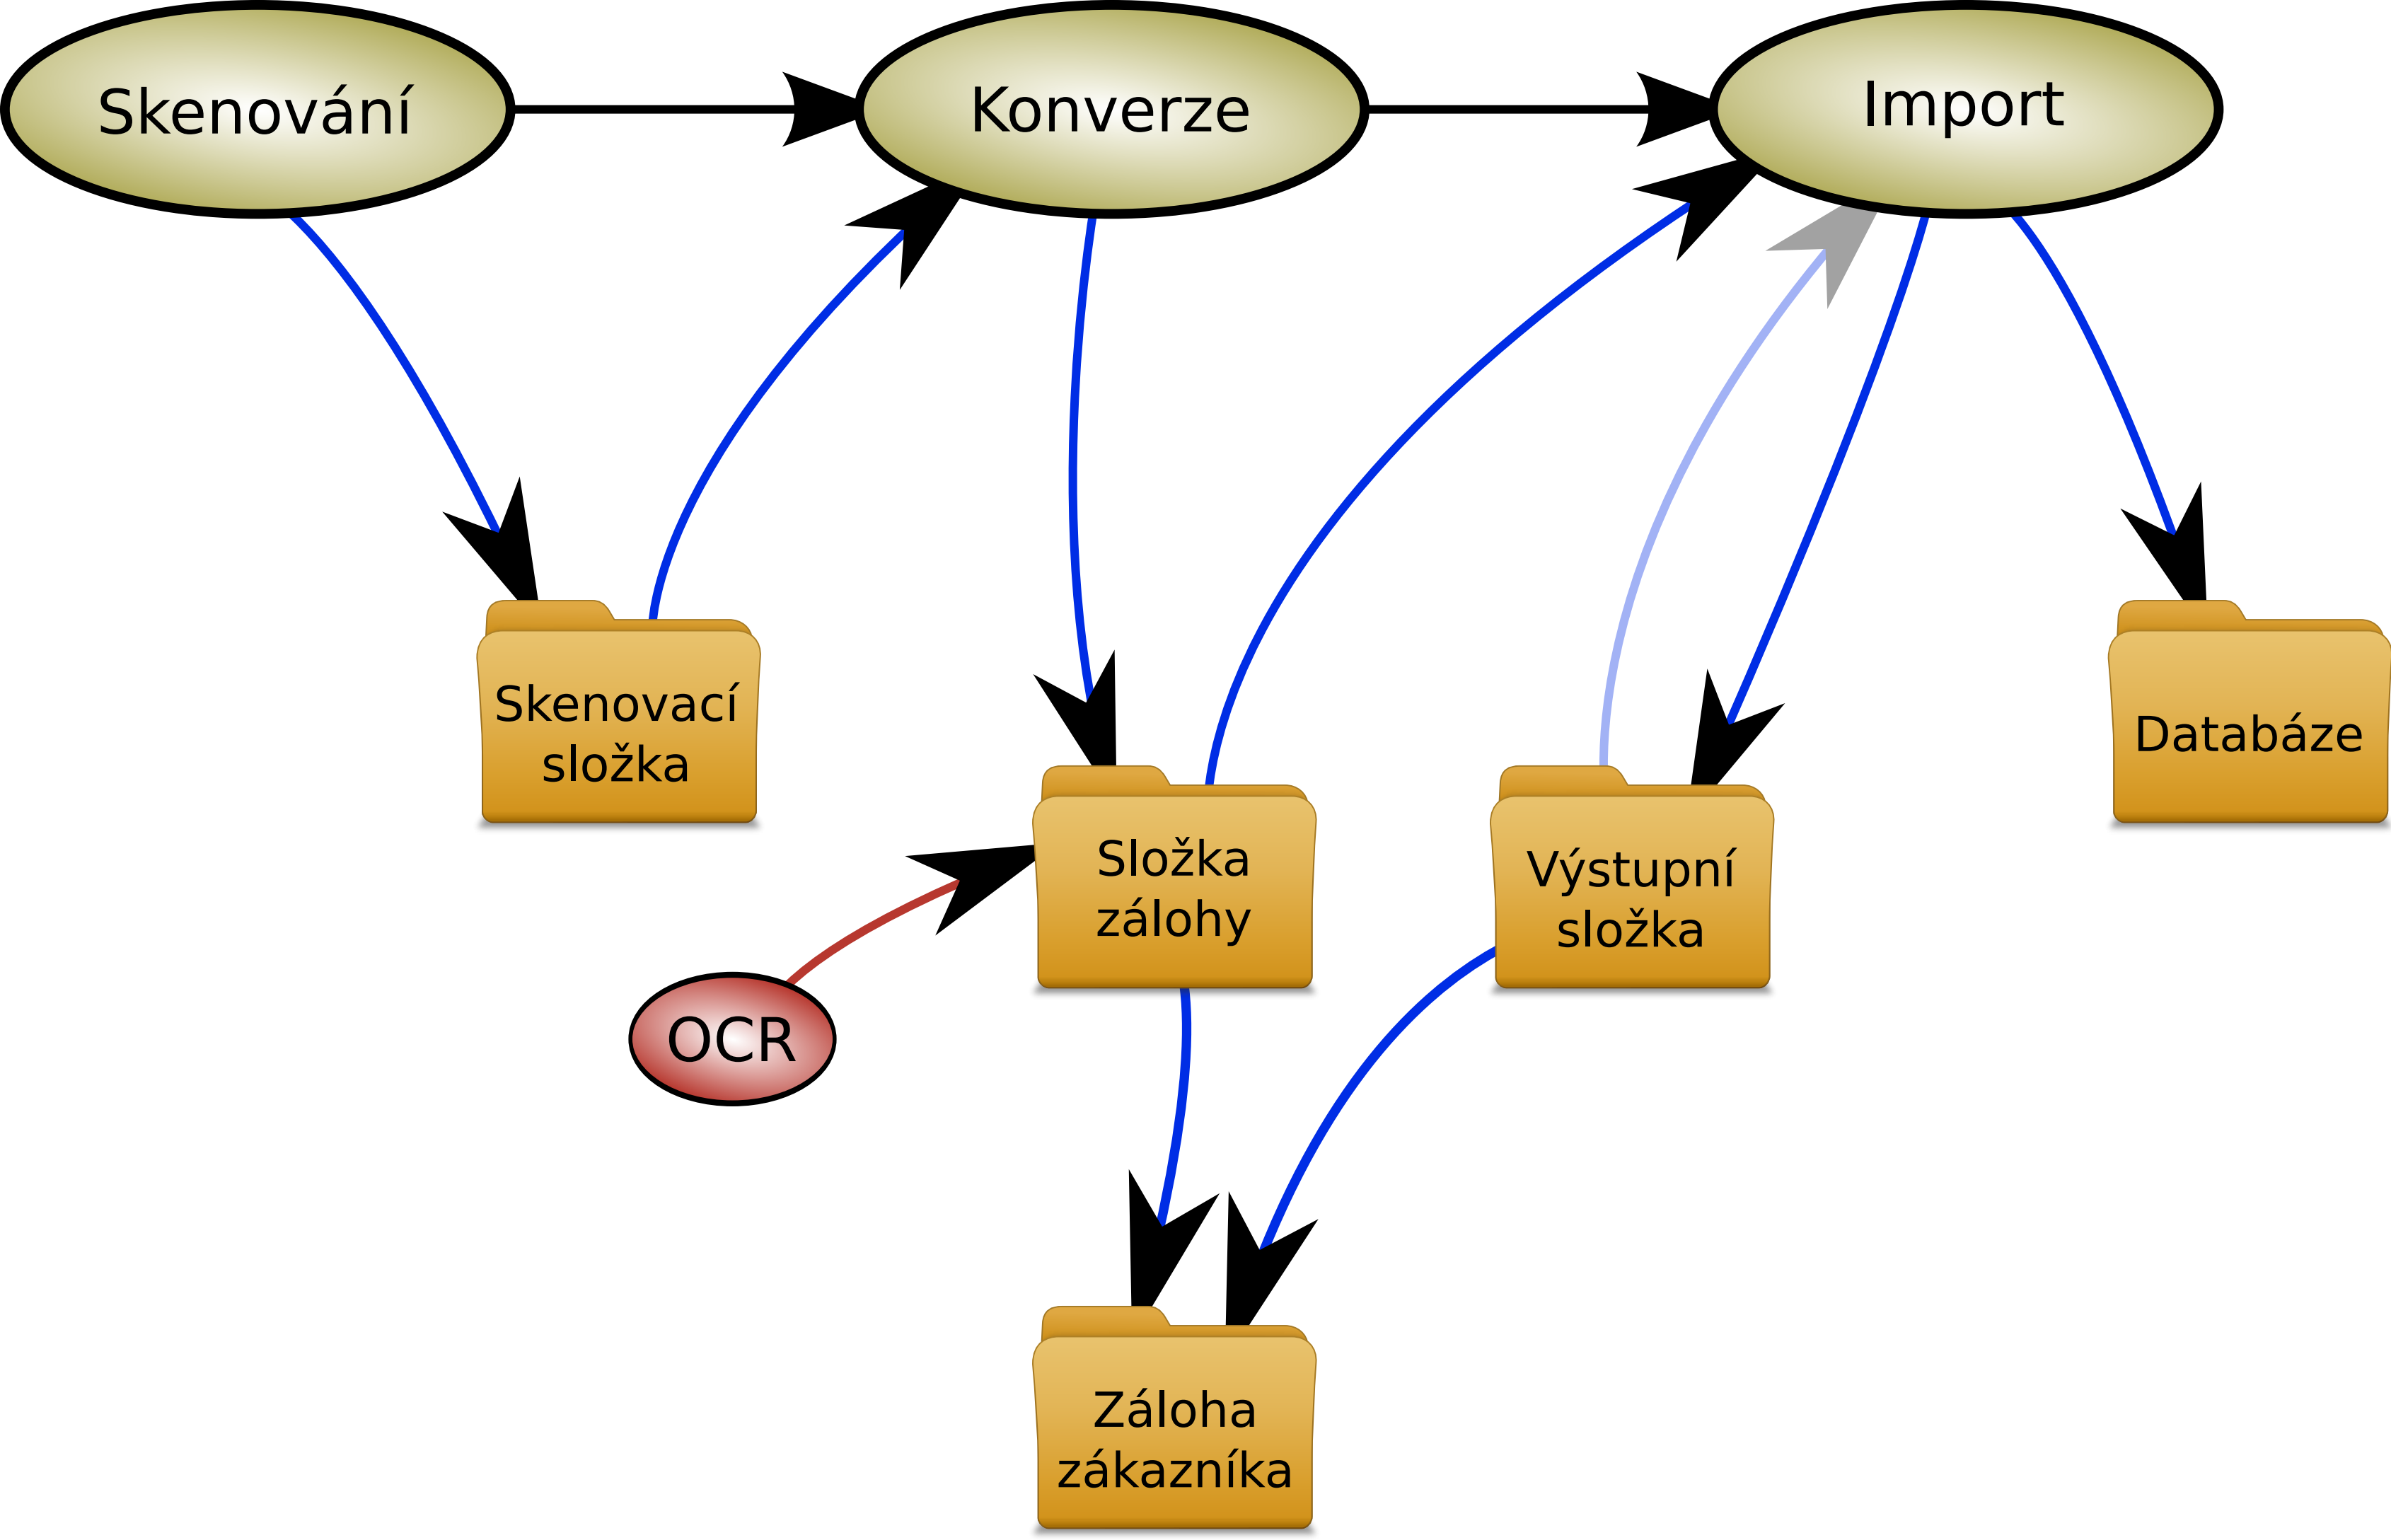 Skenování
Konverze
Import
Skenovací
složka
Databáze
Složka
zálohy
Výstupní
složka
OCR
Záloha
zákazníka